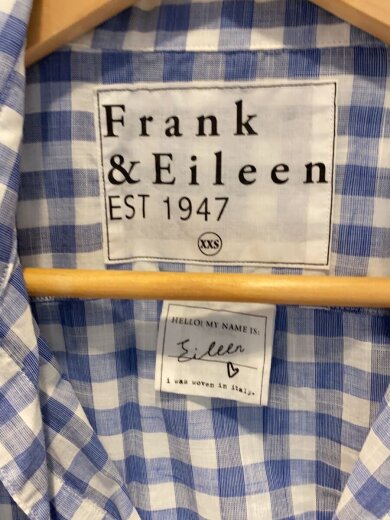 Frank
&Eileen
EST 1947
XXS
HELLO: MY NAME IS:
Eileen
i was woven in italy.